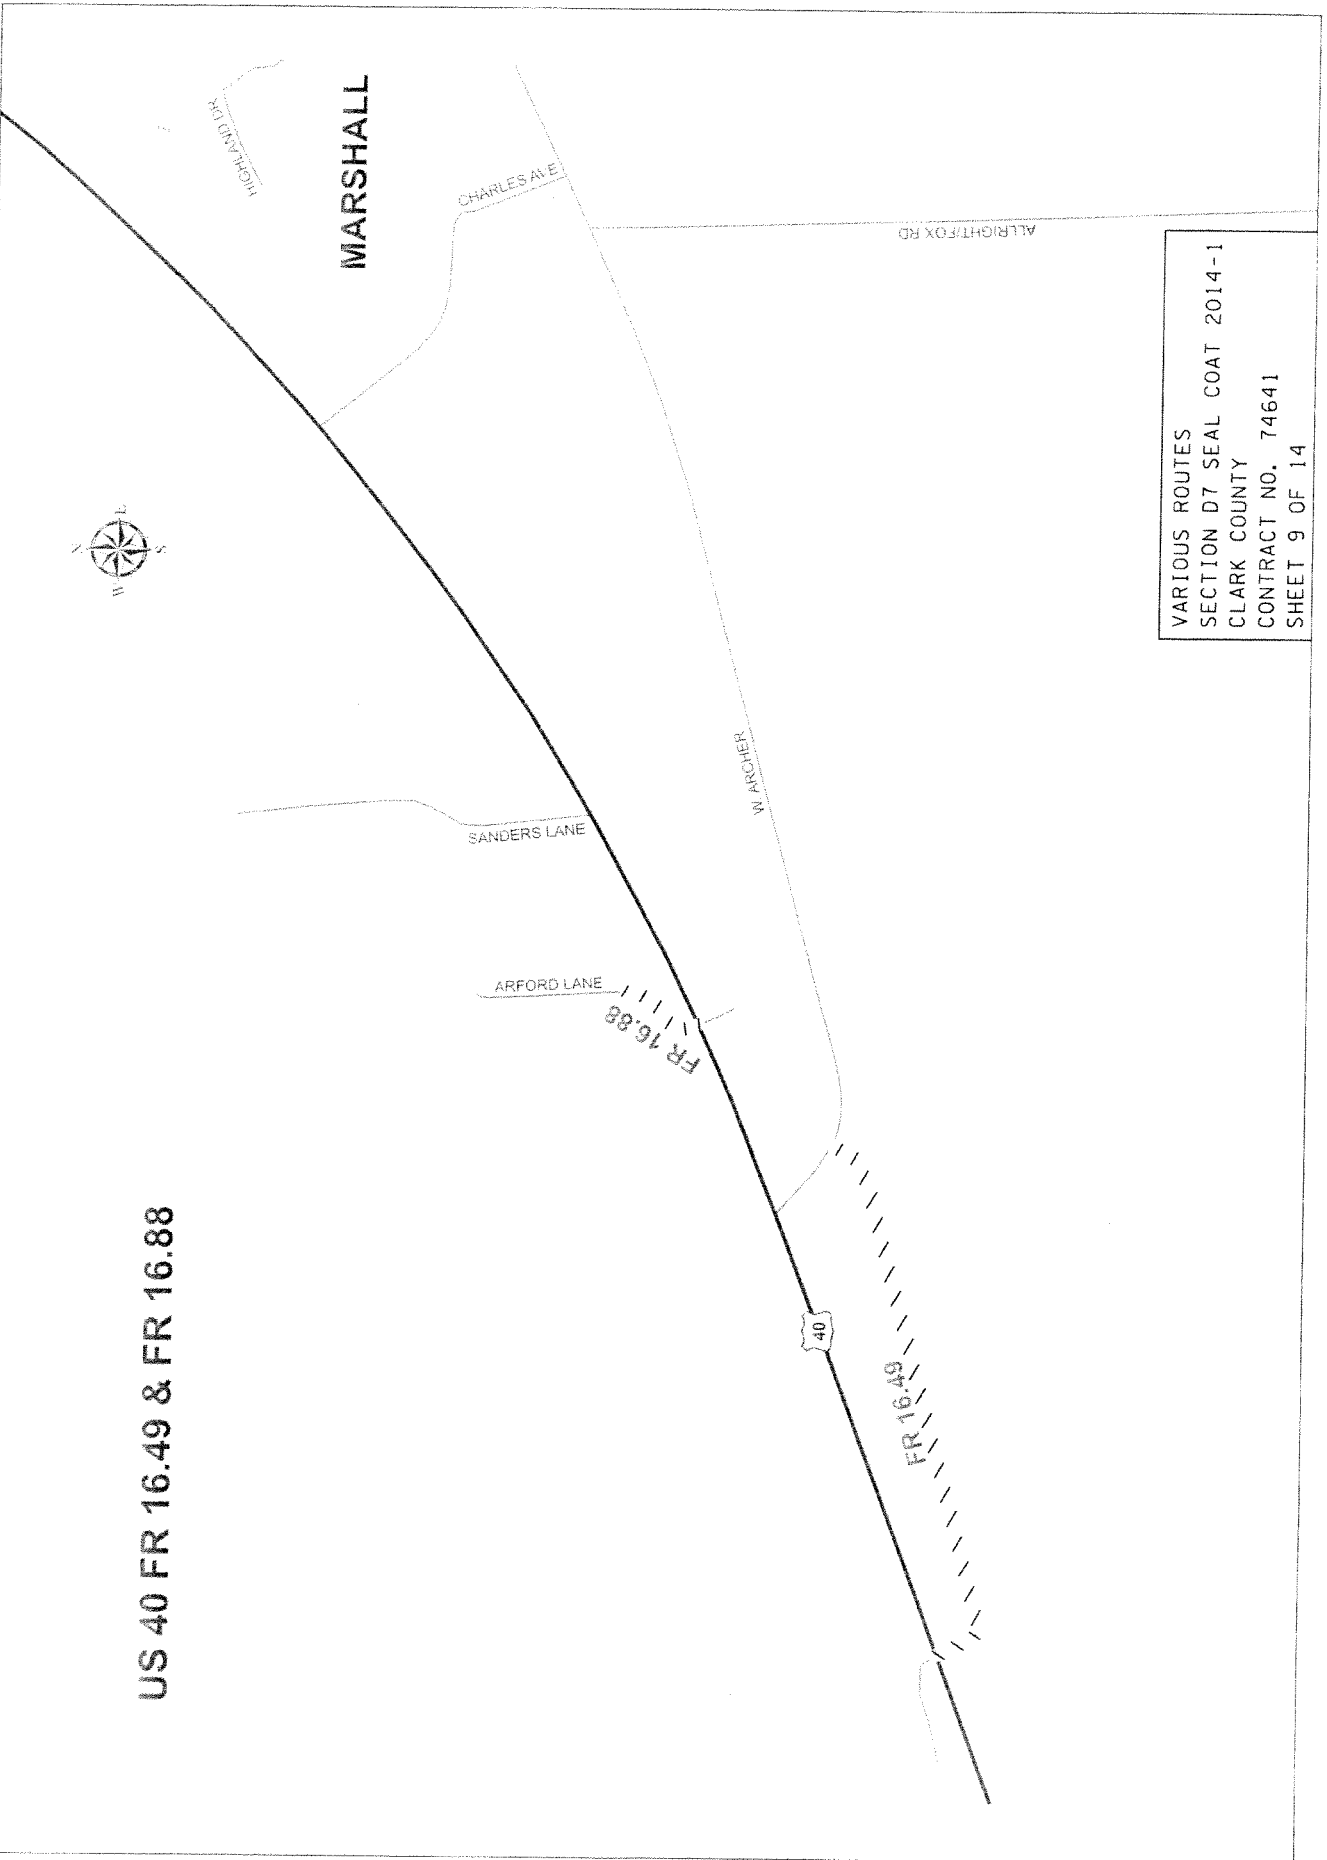 US 40 FR 16.49 & FR 16.88
N
W
E
S
HIGHLAND DR
MARSHALL
CHARLES AVE
ALLRIGHT/FOX RD
SANDERS LANE
ARFORD LANE
FR 16.88
W. ARCHER
40
FR 16.49
VARIOUS ROUTES
SECTION D7 SEAL COAT 2014-1
CLARK COUNTY
CONTRACT NO. 74641
SHEET 9 OF 14